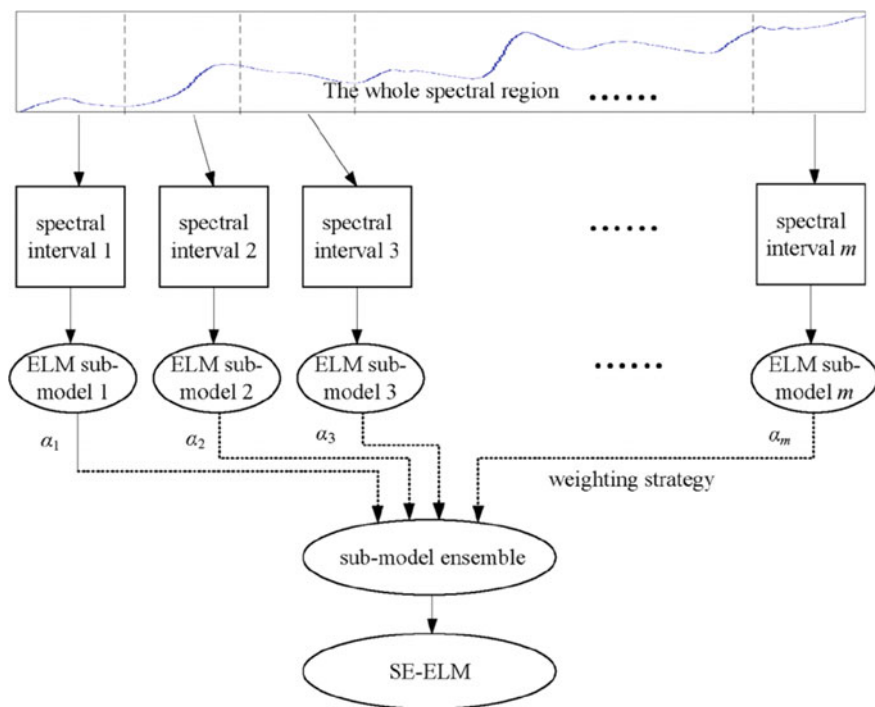 The whole spectral region ......
spectral
interval 1
spectral
interval 2
spectral
interval 3
......
spectral
interval m
ELM sub-
model 1
ELM sub-
model 2
ELM sub-
model 3
......
ELM sub-
model m
α1
α2
α3
αm
weighting strategy
sub-model ensemble
SE-ELM